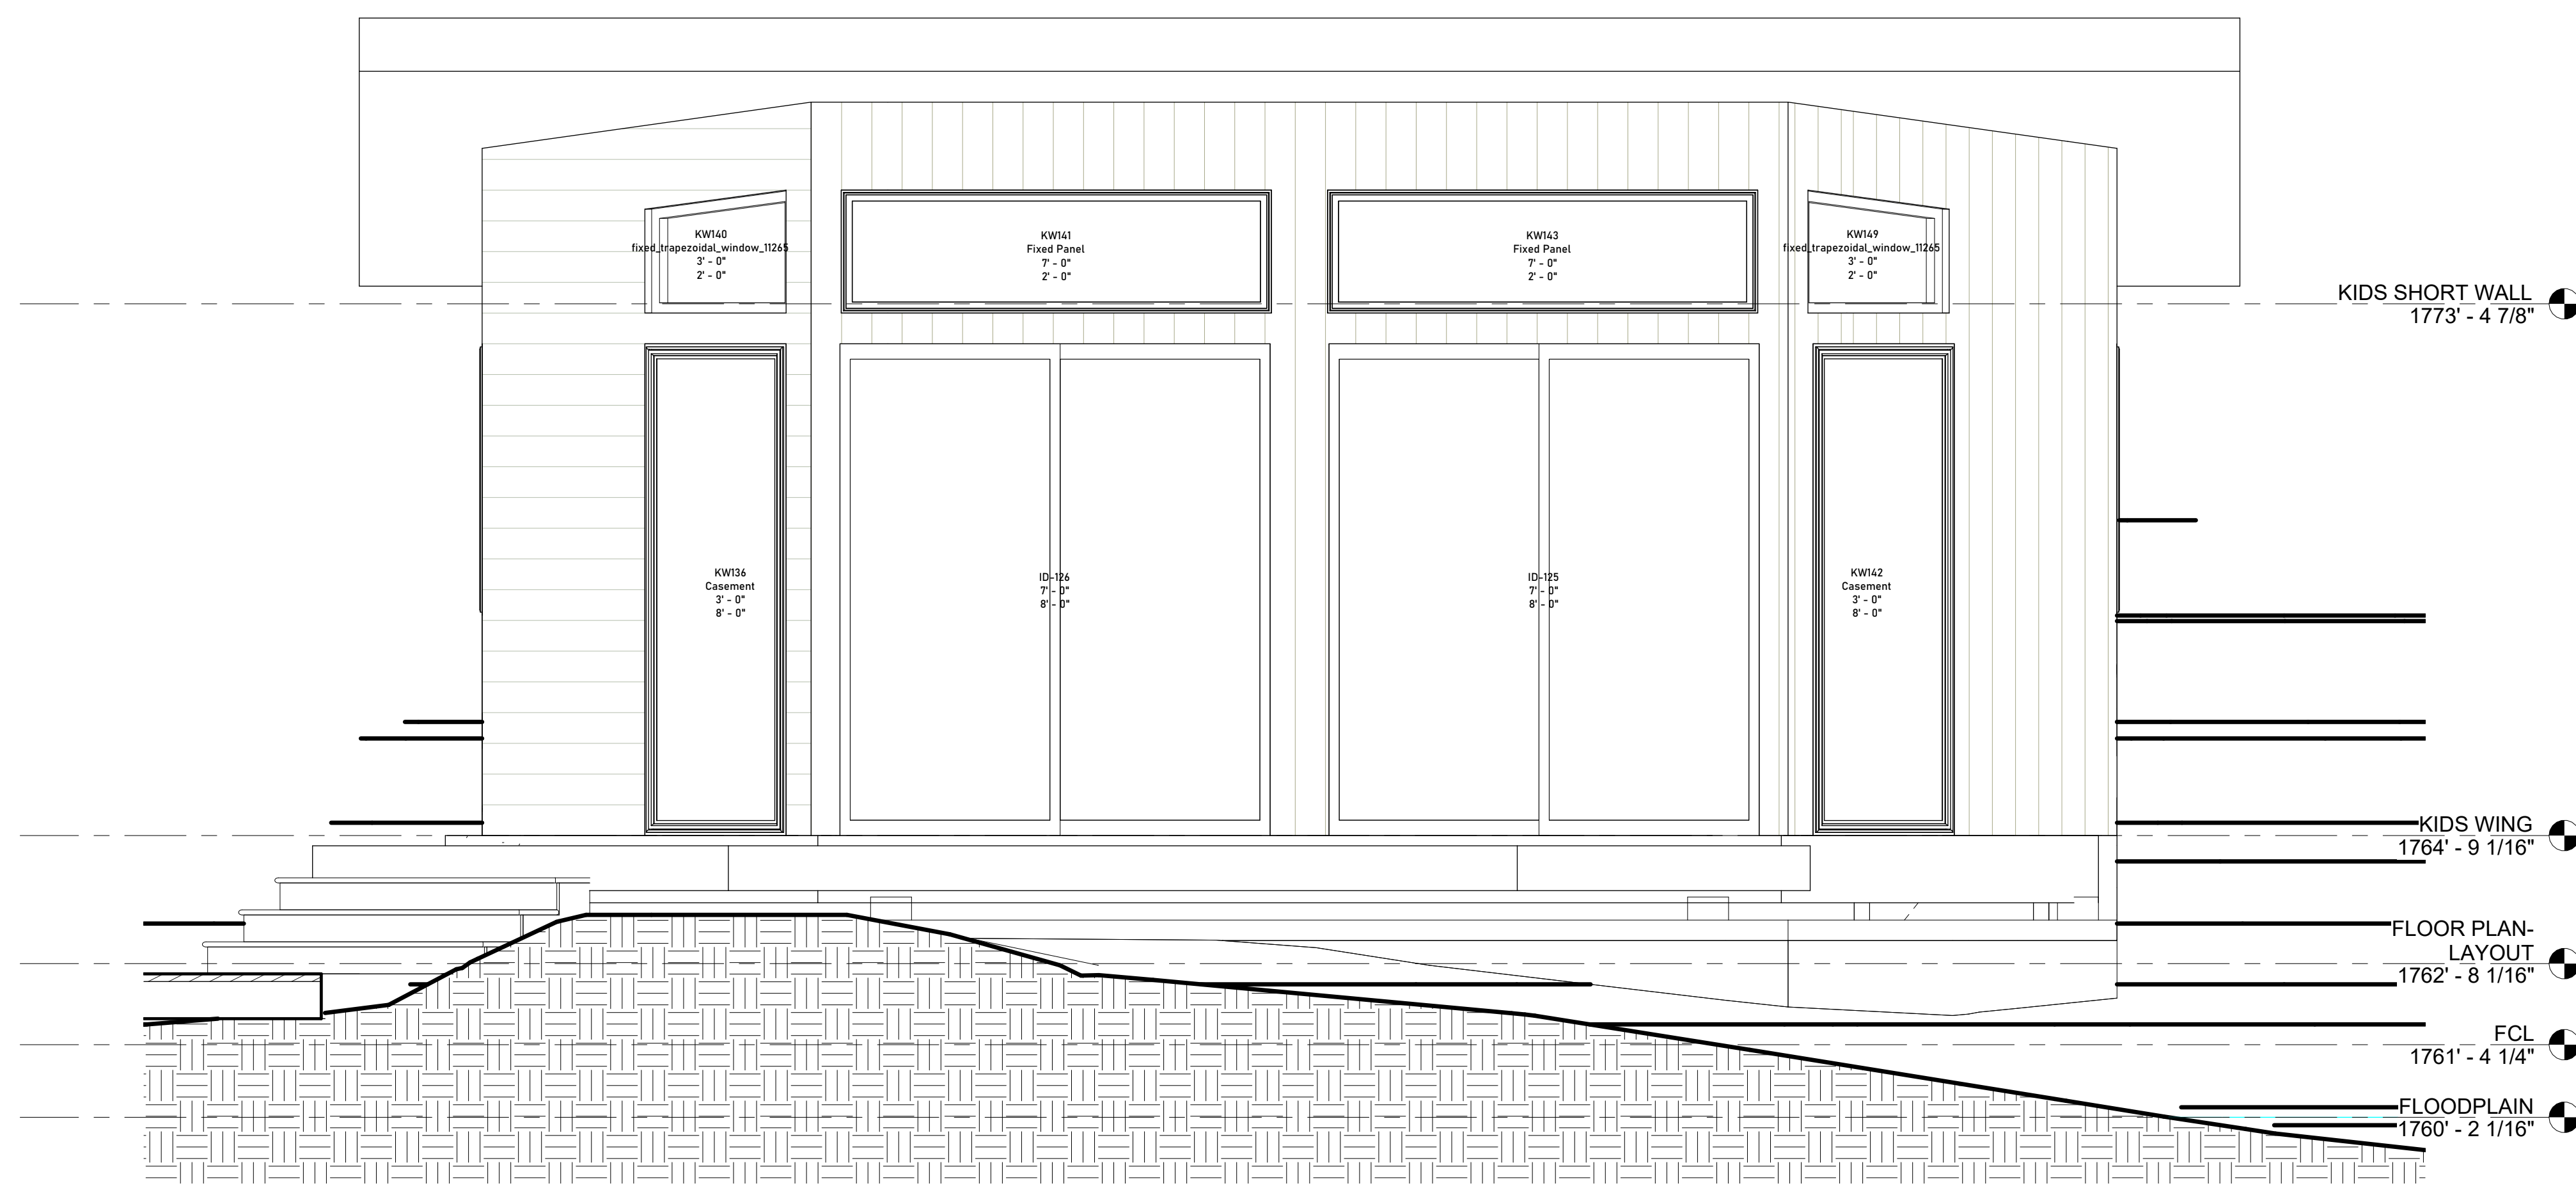 KW140
fixed_trapezoidal_window_11265
3' - 0"
2' - 0"
KW141
Fixed Panel
7' - 0"
2' - 0"
KW143
Fixed Panel
7' - 0"
2' - 0"
KW149
fixed_trapezoidal_window_11265
3' - 0"
2' - 0"
KIDS SHORT WALL
1773' - 4 7/8"
KW136
Casement
3' - 0"
8' - 0"
ID-126
7' - 0"
8' - 0"
ID-125
7' - 0"
8' - 0"
KW142
Casement
3' - 0"
8' - 0"
KIDS WING
1764' - 9 1/16"
FLOOR PLAN-
LAYOUT
1762' - 8 1/16"
FCL
1761' - 4 1/4"
FLOODPLAIN
1760' - 2 1/16"